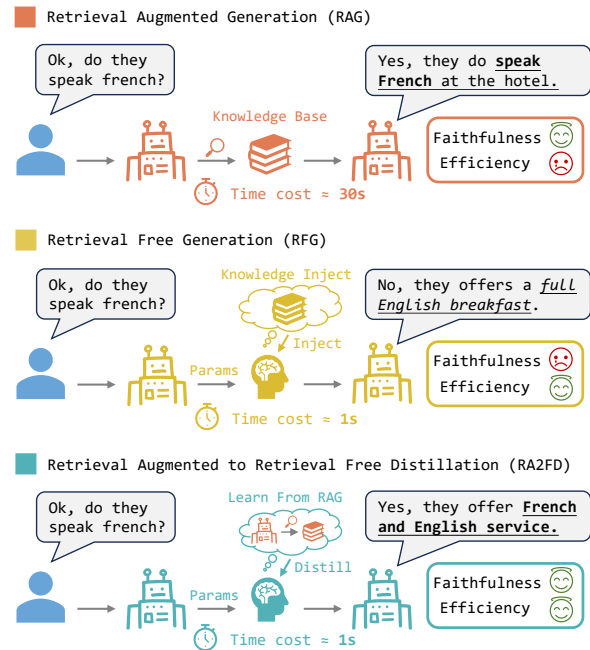 Retrieval Augmented Generation (RAG)
Ok, do they
speak french?
Yes, they do speak
French at the hotel.
Knowledge Base
Time cost ≈ 30s
Faithfulness
Efficiency
Retrieval Free Generation (RFG)
Ok, do they
speak french?
Knowledge Inject
No, they offers a full
English breakfast.
Inject
Params
Time cost ≈ 1s
Faithfulness
Efficiency
Retrieval Augmented to Retrieval Free Distillation (RA2FD)
Ok, do they
speak french?
Learn From RAG
Yes, they offer French
and English service.
Distill
Params
Time cost ≈ 1s
Faithfulness
Efficiency